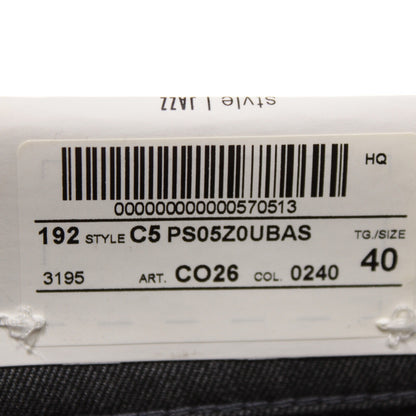 style | JAZZ
HQ
000000000000570513
192 STYLE C5 PS05Z0UBAS TG./SIZE
3195 ART. CO26 COL. 0240 40